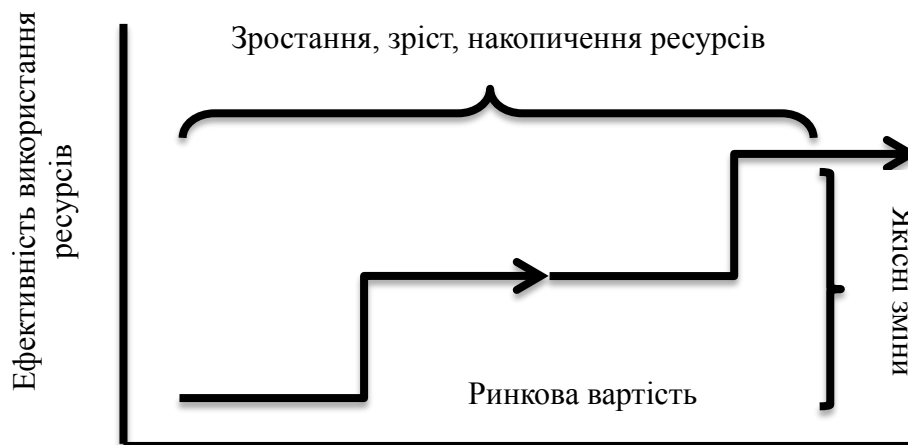 Зростання, зріст, накопичення ресурсів
Ефективність використання
ресурсів
Якісні зміни
Ринкова вартість